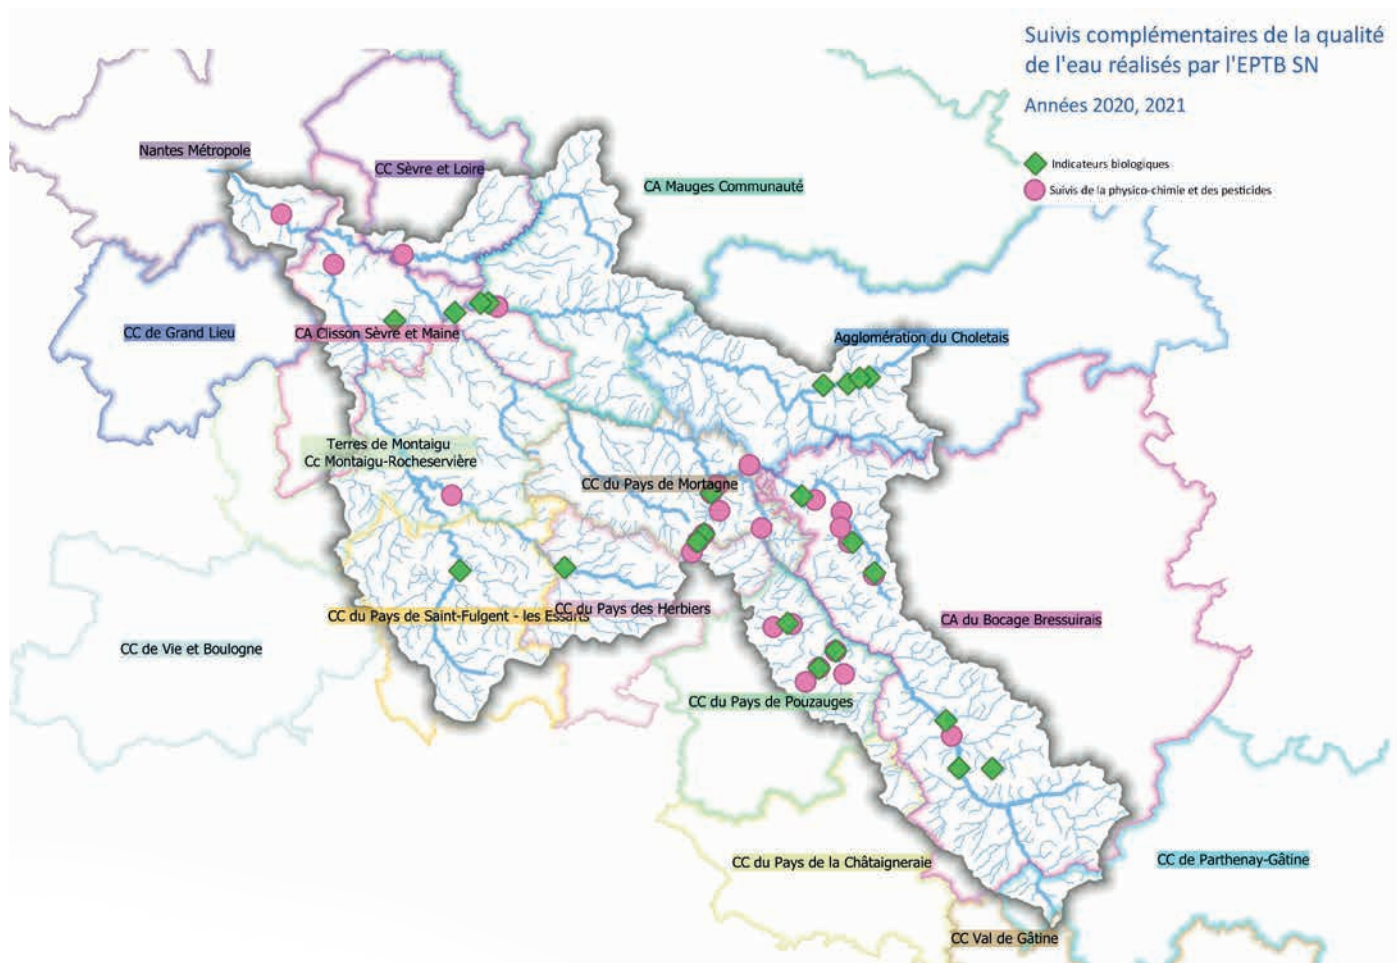 Suivis complémentaires de la qualité
de l'eau réalisés par l'EPTB SN
Années 2020, 2021
Indicateurs biologiques
Suivis de la physico-chimie et des pesticides
Nantes Métropole
CC Sèvre et Loire
CA Mauges Communauté
CC de Grand Lieu
CA Clisson Sèvre et Maine
Agglomération du Choletais
Terres de Montaigu
Cc Montaigu-Rocheservière
CC du Pays de Mortagne
CC du Pays de Saint-Fulgent - les Essarts
CC du Pays des Herbiers
CA du Bocage Bressuirais
CC de Vie et Boulogne
CC du Pays de Pouzauges
CC du Pays de la Châtaigneraie
CC de Parthenay-Gâtine
CC Val de Gâtine